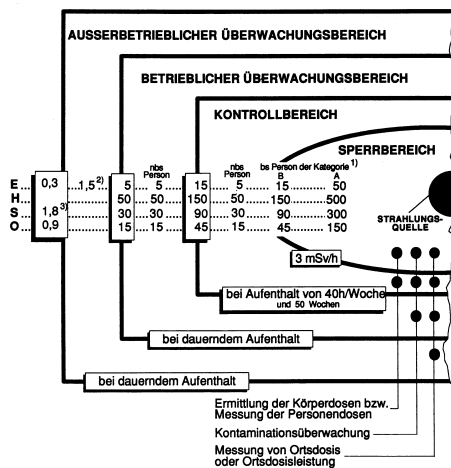 AUSSERBETRIEBLICHER ÜBERWACHUNGSBEREICH
BETRIEBLICHER ÜBERWACHUNGSBEREICH
KONTROLLBEREICH
SPERRBEREICH
nbs Person
nbs Person
bs Person der Kategorie 1)
B A
E 0,3 1,5 2) 5 5 15 5 15 50
H 50 50 150 50 150 500
S 1,8 3) 30 30 90 30 90 300
O 0,9 15 15 45 15 45 150
STRAHLUNGS-
QUELLE
3 mSv/h
bei Aufenthalt von 40h/Woche
und 50 Wochen
bei dauerndem Aufenthalt
bei dauerndem Aufenthalt
Ermittlung der Körperdosen bzw.
Messung der Personendosen
Kontaminationsüberwachung
Messung von Ortsdosis
oder Ortsdosisleistung